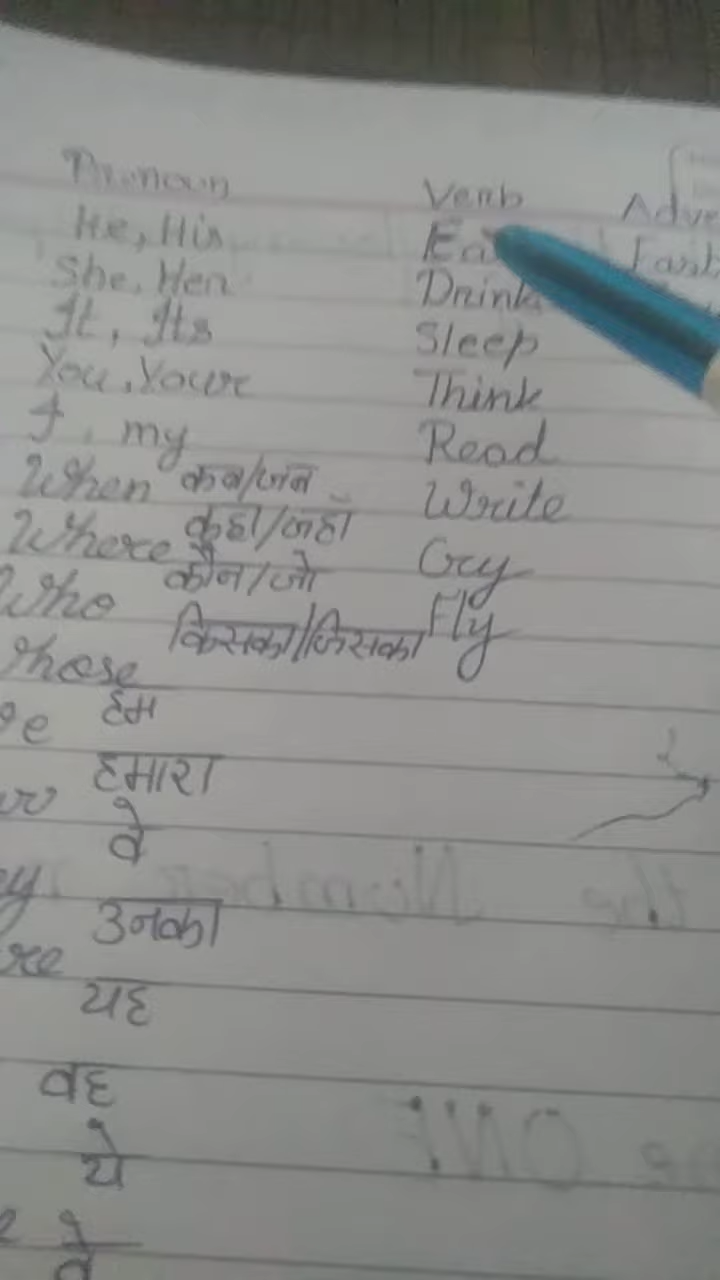 Pronoun Verb
He, His
She, Her Drink
It, Its Sleep
You, Your Think
I, my Read
When कब/जब Write
Where कहाँ/जहाँ Cry
Who कौन/जो Fly
किसका/जिसका
हम
हमारा
वे
उनका
यह
वह
ये
वे